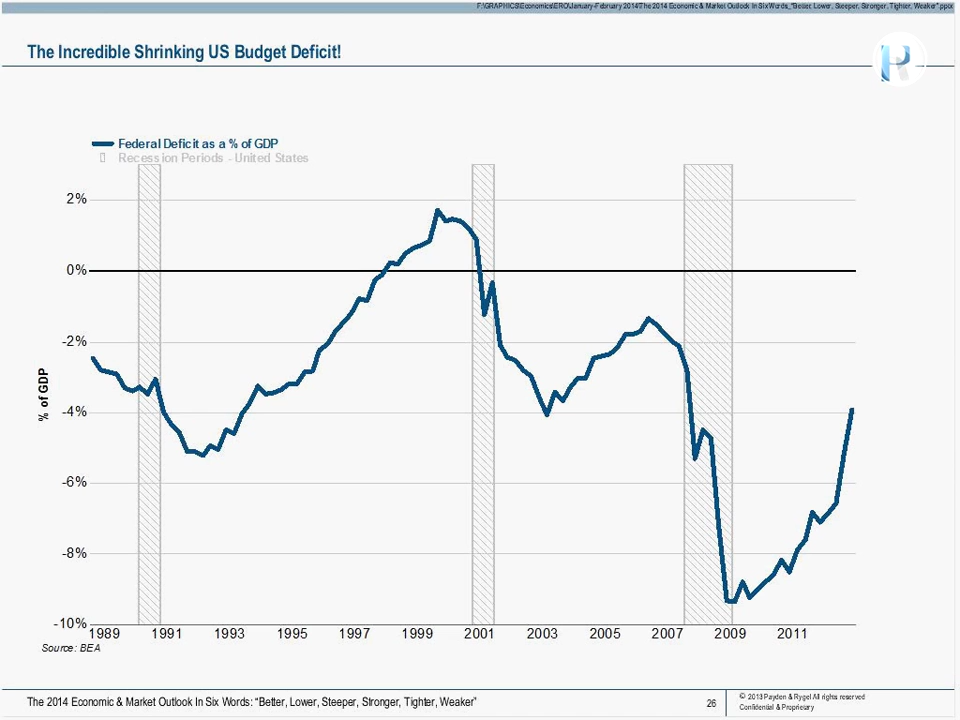 F:\GRAPHICS\Economics\ERO\January-February 2014\The 2014 Economic & Market Outlook In Six Words_"Better, Lower, Steeper, Stronger, Tighter, Weaker".pptx
The Incredible Shrinking US Budget Deficit!
R
Federal Deficit as a % of GDP
Recession Periods - United States
2%
0%
-2%
-4%
-6%
-8%
-10%
% of GDP
1989 1991 1993 1995 1997 1999 2001 2003 2005 2007 2009 2011
Source: BEA
The 2014 Economic & Market Outlook In Six Words: "Better, Lower, Steeper, Stronger, Tighter, Weaker"
26
© 2013 Payden & Rygel All rights reserved
Confidential & Proprietary